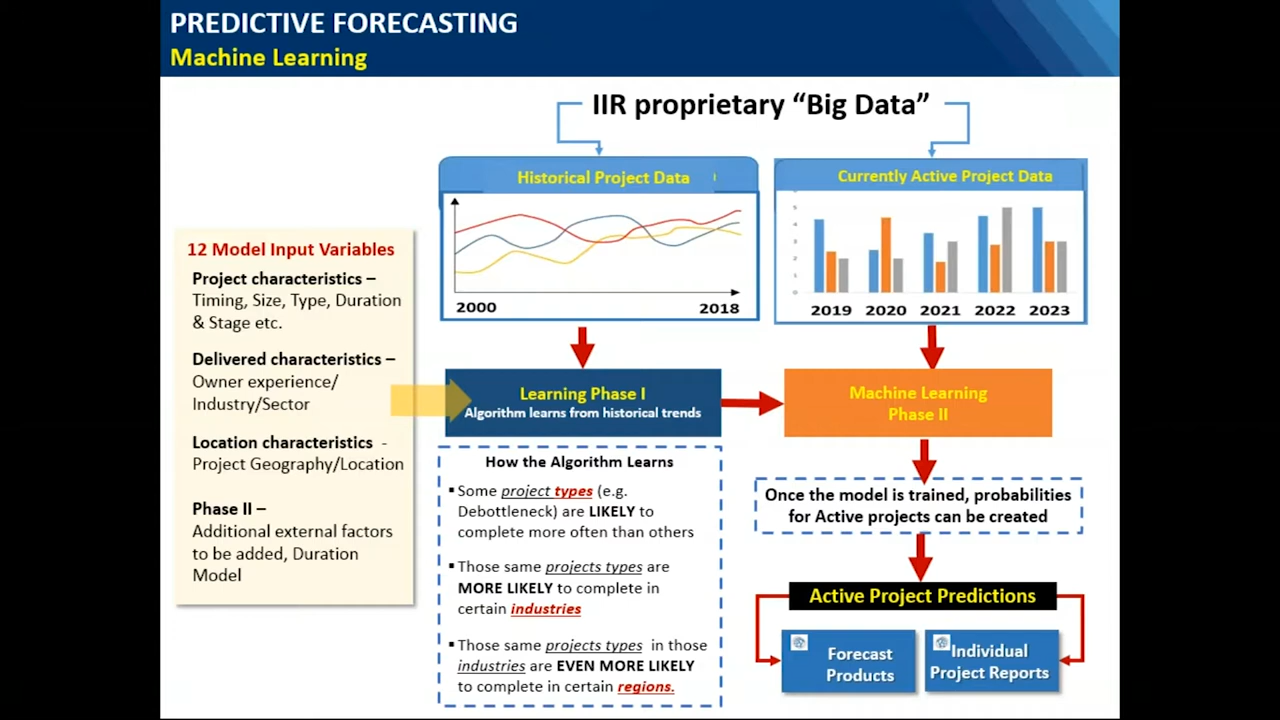 PREDICTIVE FORECASTING
Machine Learning
IIR proprietary “Big Data”
Historical Project Data
2000
2018
Currently Active Project Data
5
4
3
2
1
0
2019 2020 2021 2022 2023
12 Model Input Variables
Project characteristics –
Timing, Size, Type, Duration
& Stage etc.
Delivered characteristics –
Owner experience/
Industry/Sector
Location characteristics -
Project Geography/Location
Phase II –
Additional external factors
to be added, Duration
Model
Learning Phase I
Algorithm learns from historical trends
Machine Learning
Phase II
How the Algorithm Learns
▪Some project types (e.g.
Debottleneck) are LIKELY to
complete more often than others
▪Those same projects types are
MORE LIKELY to complete in
certain industries
▪Those same projects types in those
industries are EVEN MORE LIKELY
to complete in certain regions.
Once the model is trained, probabilities
for Active projects can be created
Active Project Predictions
Forecast
Products
Individual
Project Reports